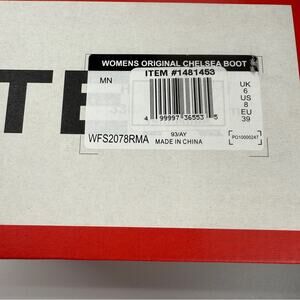 WOMENS ORIGINAL CHELSEA BOOT
ITEM #1481453
MN
UK
6
US
8
EU
39
4 99997 36553 5
WFS2078RMA
93/AY
MADE IN CHINA
PO10000247
TE